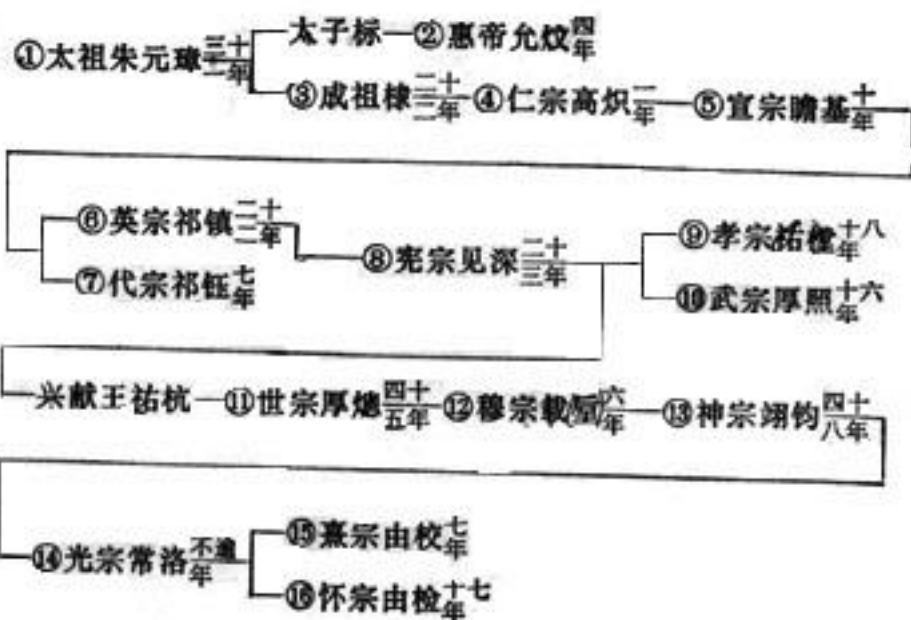 ①太祖朱元璋三十一年 太子标 ②惠帝允炆四年
③成祖棣二十二年 ④仁宗高炽一年 ⑤宣宗瞻基十年
⑥英宗祁镇二十二年
⑦代宗祁钰七年
⑧宪宗见深二十三年
⑨孝宗祐樘十八年
⑩武宗厚照十六年
兴献王祐杭 ⑪世宗厚熜四十五年 ⑫穆宗载六年 ⑬神宗翊钧四十八年
⑭光宗常洛不逾年
⑮熹宗由校七年
⑯怀宗由检十七年